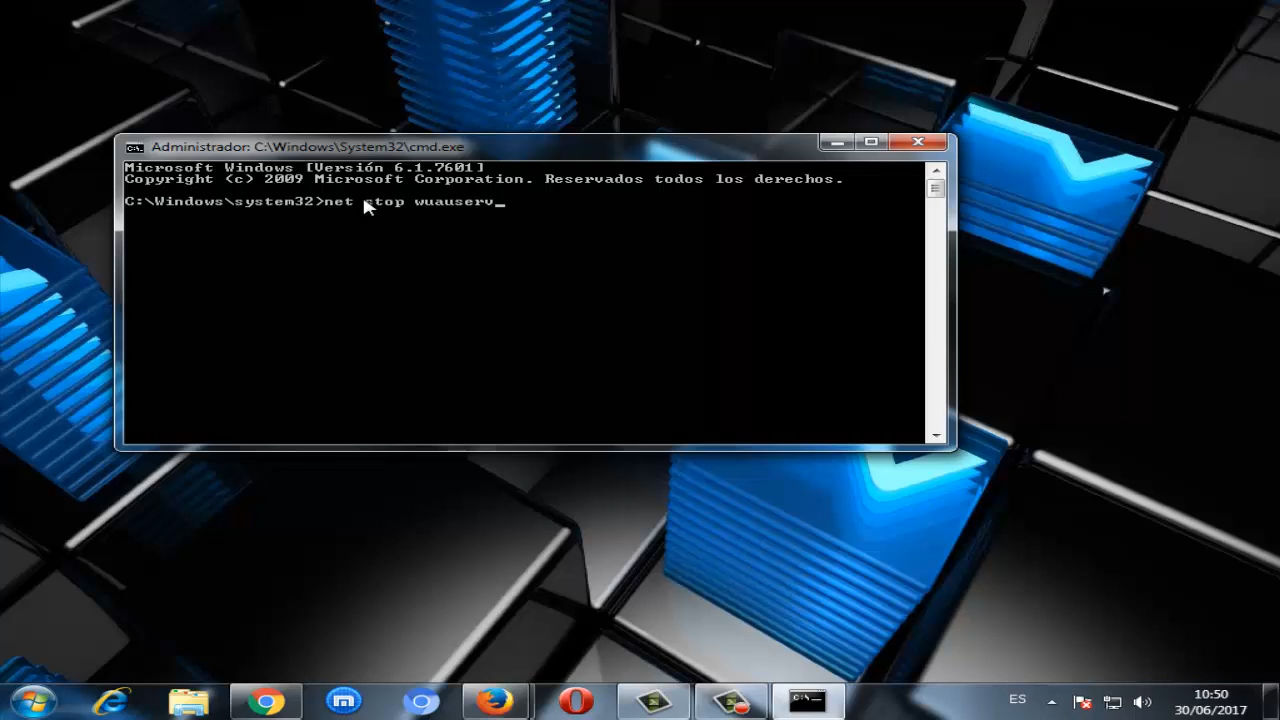 Administrador: C:\Windows\System32\cmd.exe
Microsoft Windows [Versión 6.1.7601]
Copyright (c) 2009 Microsoft Corporation. Reservados todos los derechos.
C:\Windows\system32>net stop wuauserv_
ES
10:50
30/06/2017